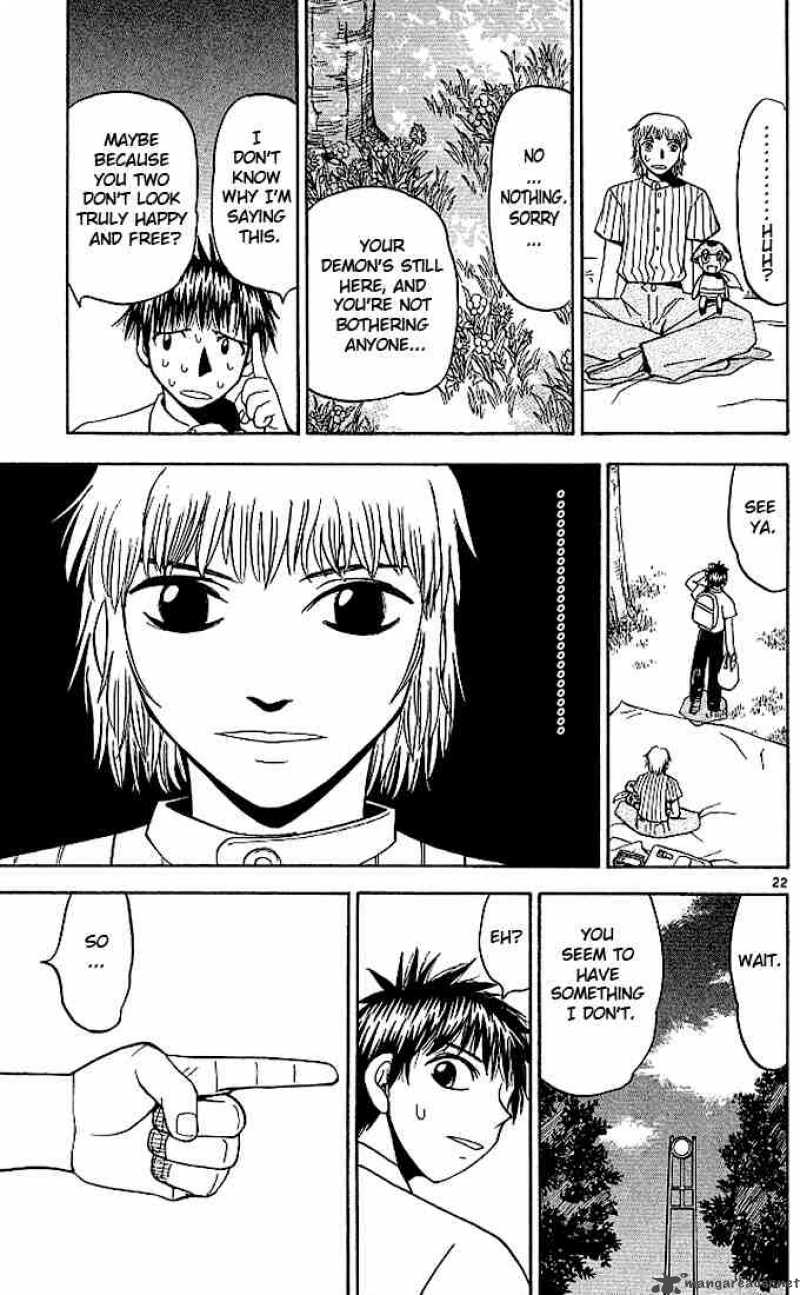 .........HUH?
NO
...
NOTHING.
SORRY
...
YOUR
DEMON'S STILL
HERE, AND
YOU'RE NOT
BOTHERING
ANYONE...
I
DON'T
KNOW
WHY I'M
SAYING
THIS.
MAYBE
BECAUSE
YOU TWO
DON'T LOOK
TRULY HAPPY
AND FREE?
SEE
YA.
22
WAIT.
YOU
SEEM TO
HAVE
SOMETHING
I DON'T.
EH?
SO
...
mangareader.net